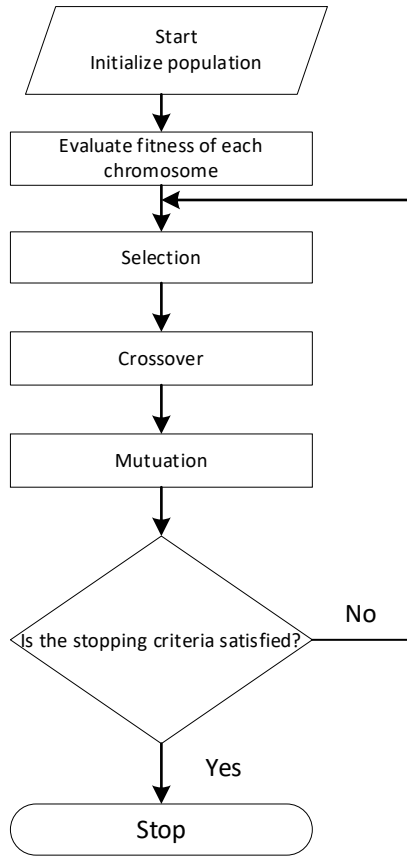 Start
Initialize population
Evaluate fitness of each
chromosome
Selection
Crossover
Mutuation
Is the stopping criteria satisfied?
No
Yes
Stop